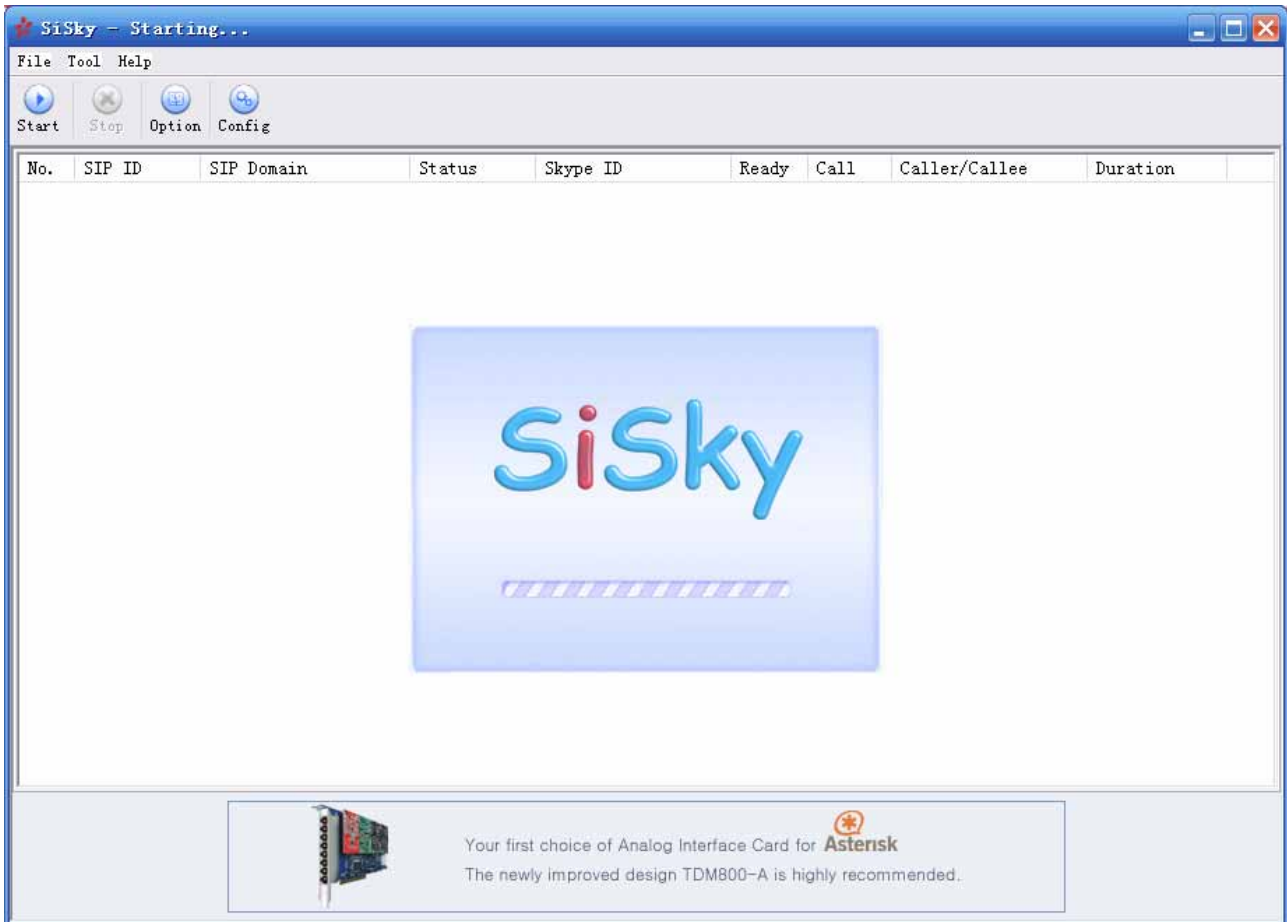 SiSky - Starting...
File Tool Help
Start Stop Option Config
No. SIP ID SIP Domain Status Skype ID Ready Call Caller/Callee Duration
SiSky
Your first choice of Analog Interface Card for Asterisk
The newly improved design TDM800-A is highly recommended.